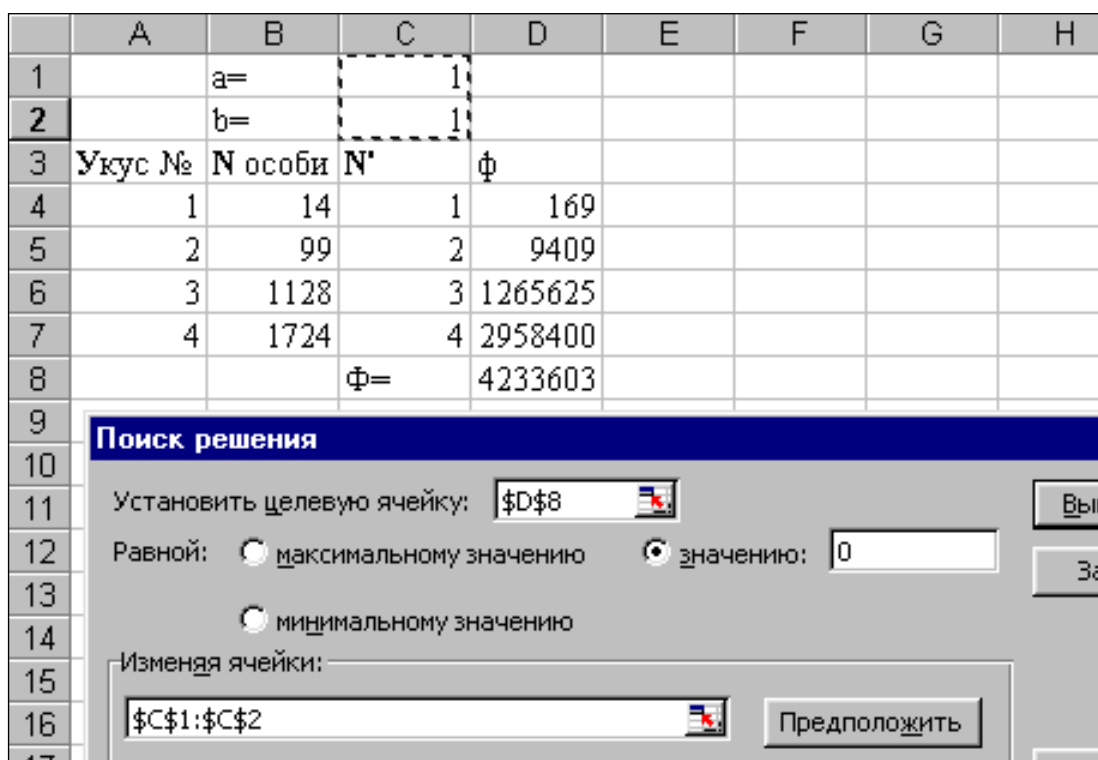 A B C D E F G H
1 a= 1
2 b= 1
3 Укус № N особи N' ф
4 1 14 1 169
5 2 99 2 9409
6 3 1128 3 1265625
7 4 1724 4 2958400
8 Ф= 4233603
9
Поиск решения
10
11 Установить целевую ячейку: $D$8
12 Равной: максимальному значению значению: 0
13
14 минимальному значению
15 Изменяя ячейки:
16 $C$1:$C$2 Предположить
17